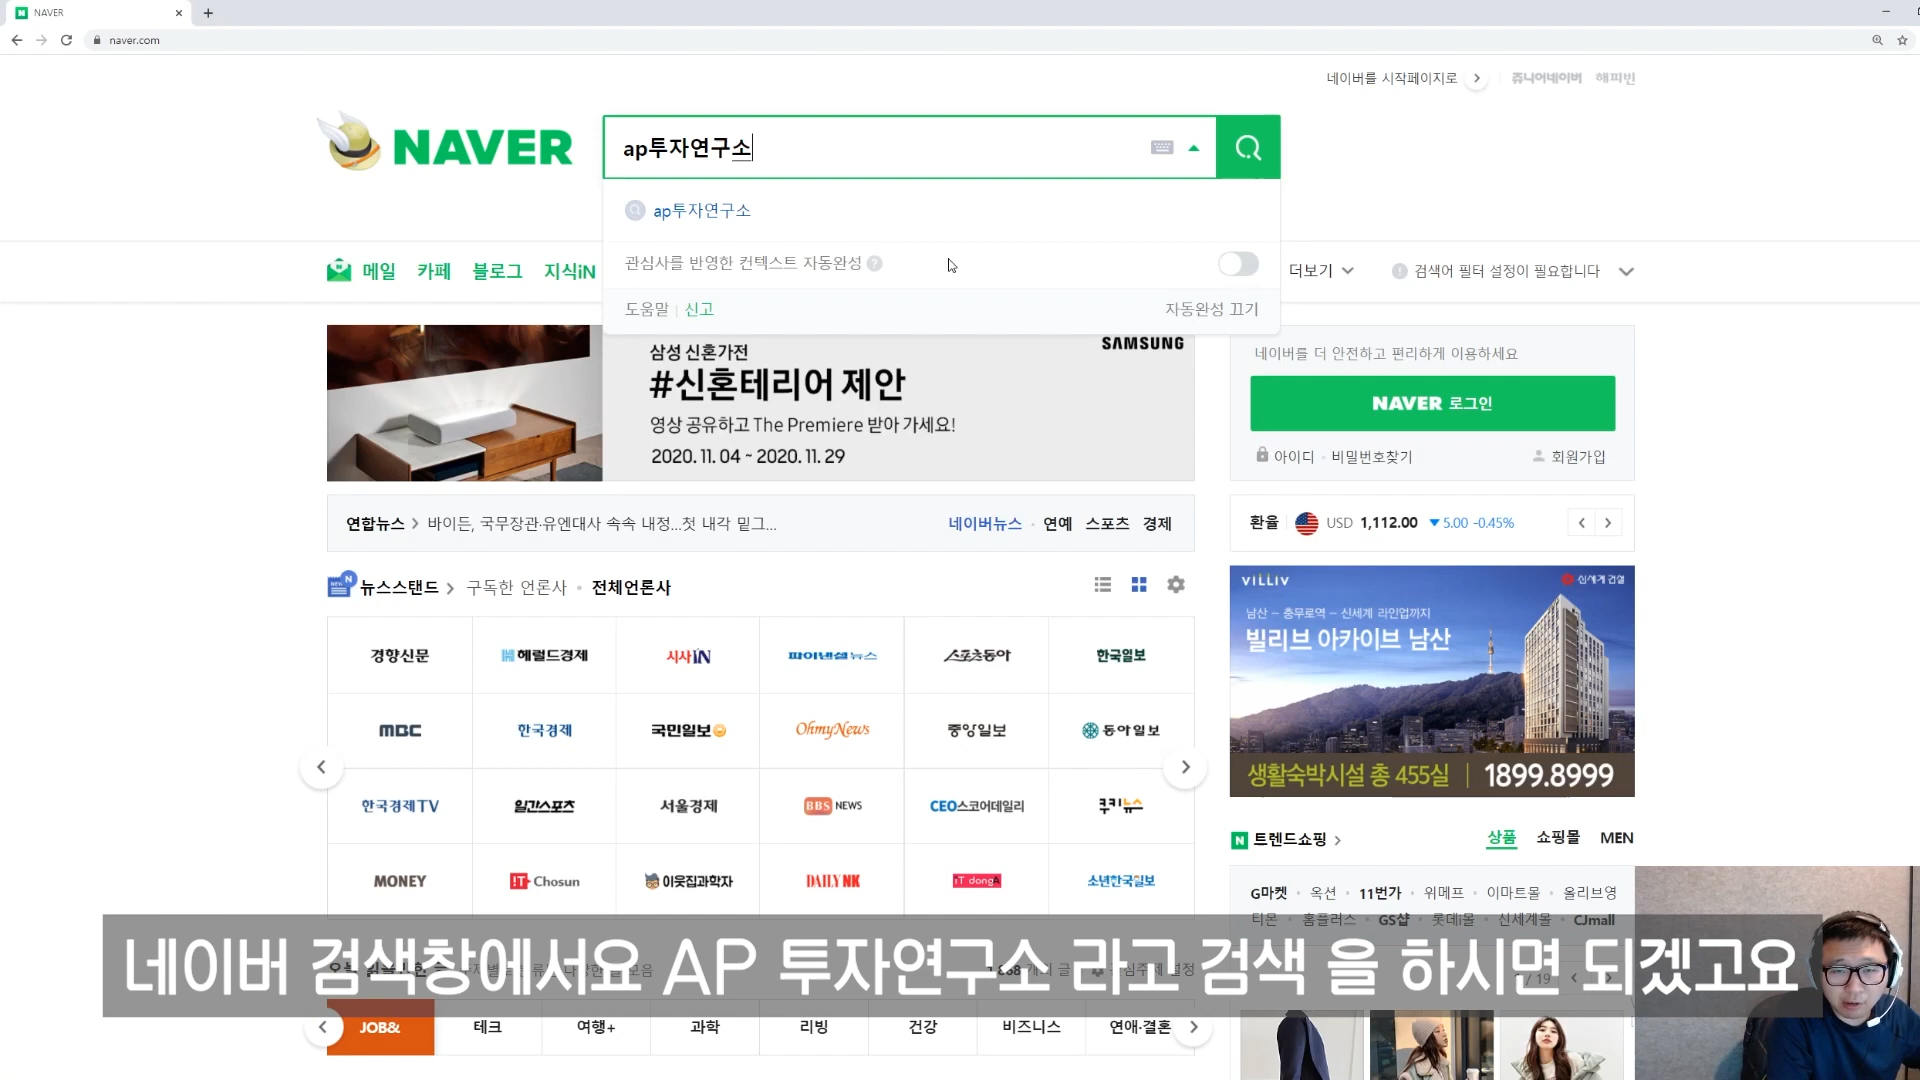 NAVER
naver.com
네이버를 시작페이지로
쥬니어네이버 해피빈
NAVER
ap투자연구소
ap투자연구소
관심사를 반영한 컨텍스트 자동완성 ?
도움말 | 신고
자동완성 끄기
메일 카페 블로그 지식iN
더보기
검색어 필터 설정이 필요합니다
삼성 신혼가전
SAMSUNG
#신혼테리어 제안
영상 공유하고 The Premiere 받아 가세요!
2020. 11. 04 ~ 2020. 11. 29
네이버를 더 안전하고 편리하게 이용하세요
NAVER 로그인
아이디 · 비밀번호찾기
회원가입
연합뉴스 > 바이든, 국무장관·유엔대사 속속 내정...첫 내각 밑그...
네이버뉴스 · 연예 스포츠 경제
환율 USD 1,112.00 ▼5.00 -0.45%
뉴스스탠드 > 구독한 언론사 · 전체언론사
경향신문 헤럴드경제 시사iN 파이낸셜뉴스 스포츠동아 한국일보
MBC 한국경제 국민일보 OhmyNews 중앙일보 동아일보
한국경제TV 일간스포츠 서울경제 BBS NEWS CEO스코어데일리 쿠키뉴스
MONEY IT Chosun 이웃집과학자 DAILY NK IT dongA 소년한국일보
VILLIV
신세계 건설
남산 – 충무로역 – 신세계 라인업까지
빌리브 아카이브 남산
생활숙박시설 총 455실 | 1899.8999
트렌드쇼핑 >
상품 쇼핑몰 MEN
G마켓 · 옥션 · 11번가 · 위메프 · 이마트몰 · 올리브영
티몬 · 홈플러스 · GS샵 · 롯데i몰 · 신세계몰 · CJmall
네이버 검색창에서요 AP 투자연구소 라고 검색 을 하시면 되겠고요
JOB& 테크 여행+ 과학 리빙 건강 비즈니스 연애·결혼